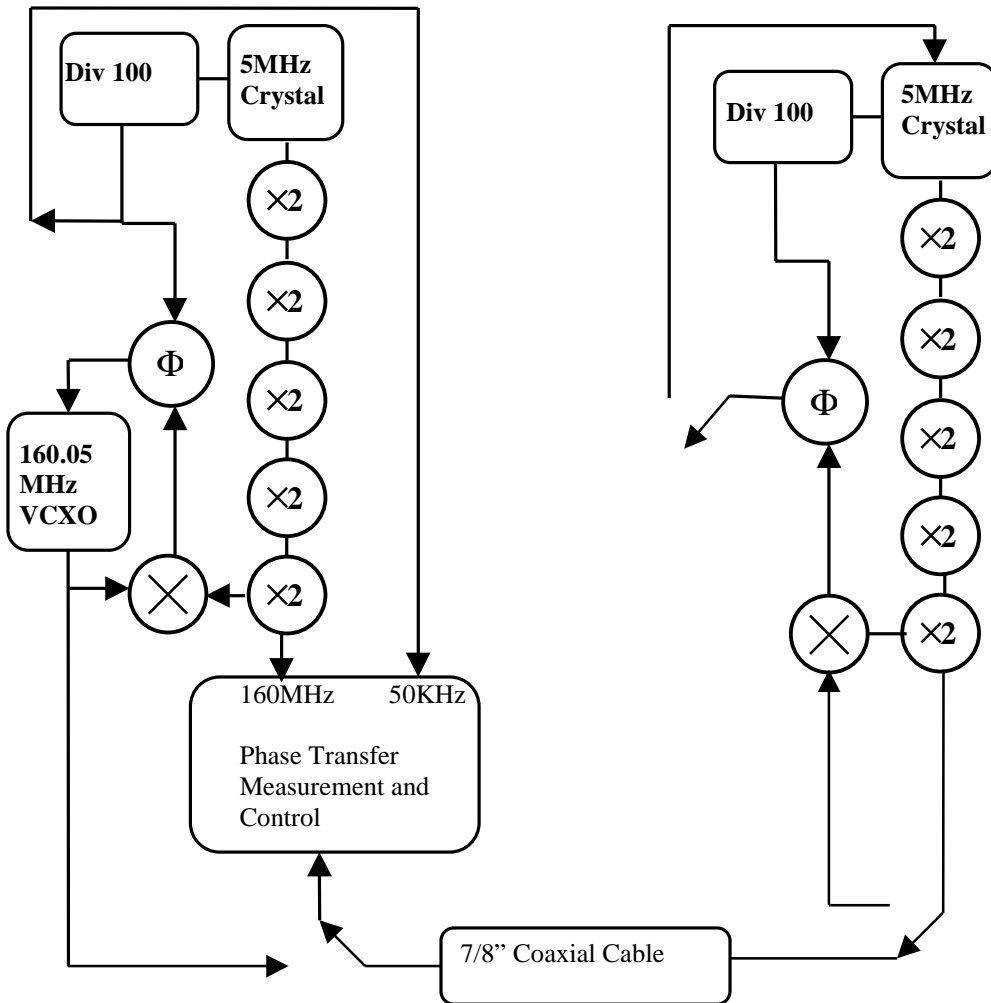 Div 100
5MHz
Crystal
×2
×2
×2
×2
×2
Φ
160.05
MHz
VCXO
160MHz
50KHz
Phase Transfer
Measurement and
Control
7/8” Coaxial Cable
Div 100
5MHz
Crystal
×2
×2
×2
×2
×2
Φ